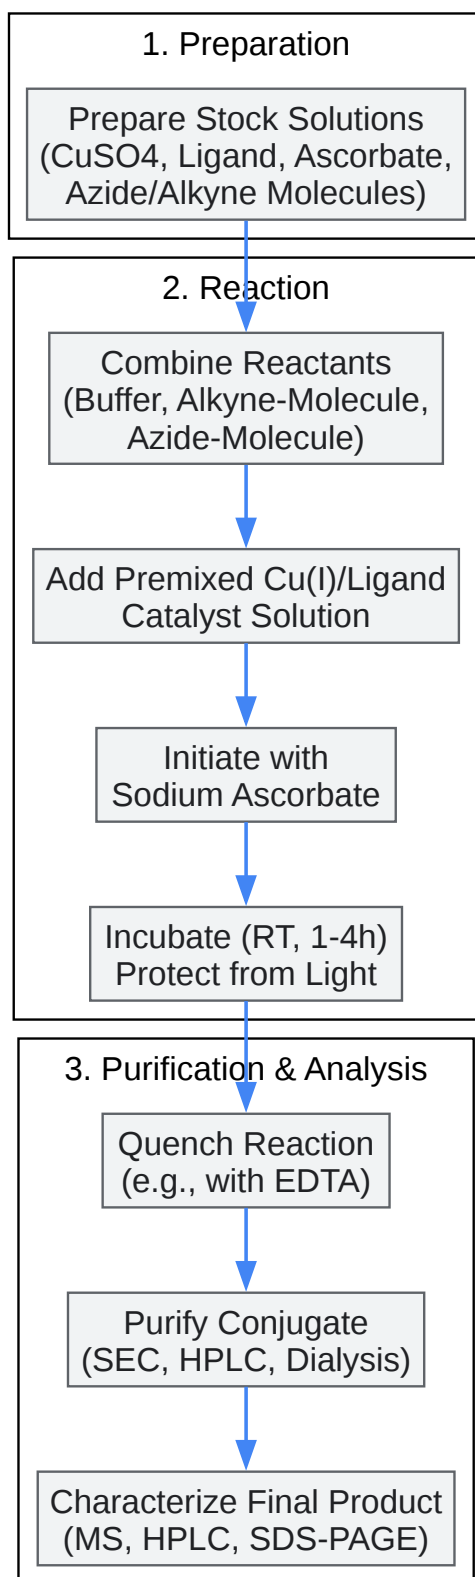 1. Preparation
Prepare Stock Solutions
(CuSO4, Ligand, Ascorbate,
Azide/Alkyne Molecules)
2. Reaction
Combine Reactants
(Buffer, Alkyne-Molecule,
Azide-Molecule)
Add Premixed Cu(I)/Ligand
Catalyst Solution
Initiate with
Sodium Ascorbate
Incubate (RT, 1-4h)
Protect from Light
3. Purification & Analysis
Quench Reaction
(e.g., with EDTA)
Purify Conjugate
(SEC, HPLC, Dialysis)
Characterize Final Product
(MS, HPLC, SDS-PAGE)